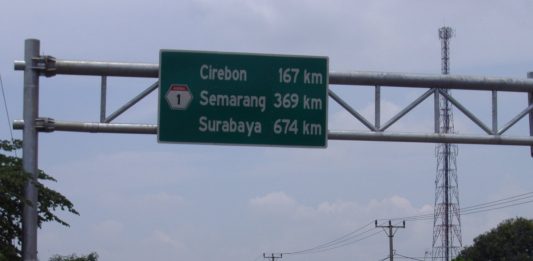 Cirebon 167 km
1
Semarang 369 km
Surabaya 674 km